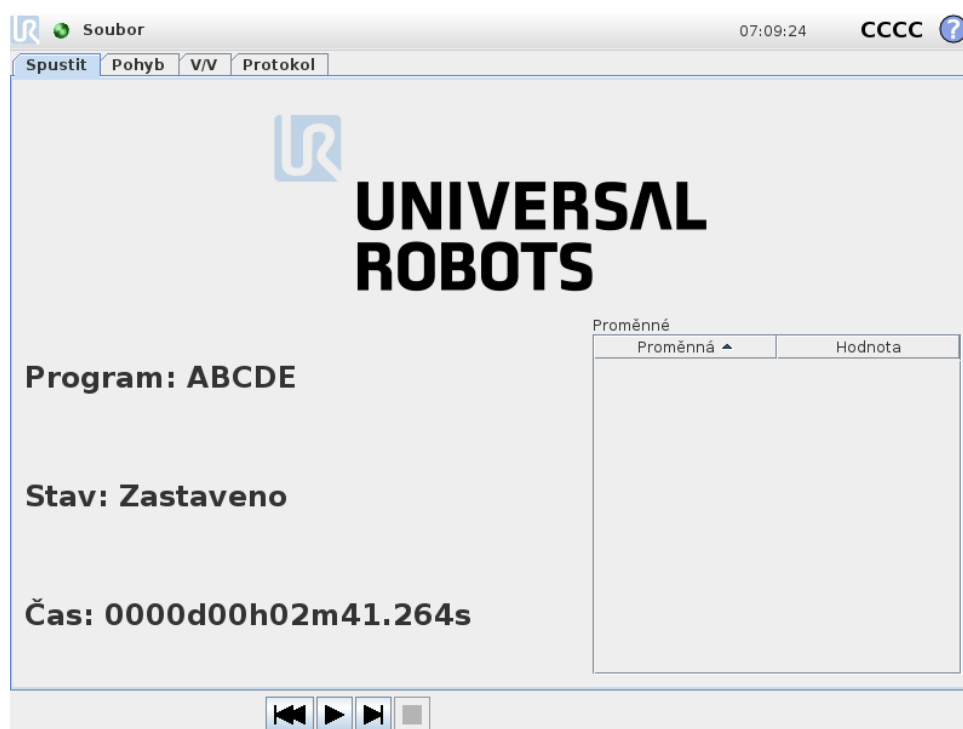 Soubor 07:09:24 CCCC ?
Spustit Pohyb V/V Protokol
UR
UNIVERSAL
ROBOTS
Proměnné
Proměnná Hodnota
Program: ABCDE
Stav: Zastaveno
Čas: 0000d00h02m41.264s